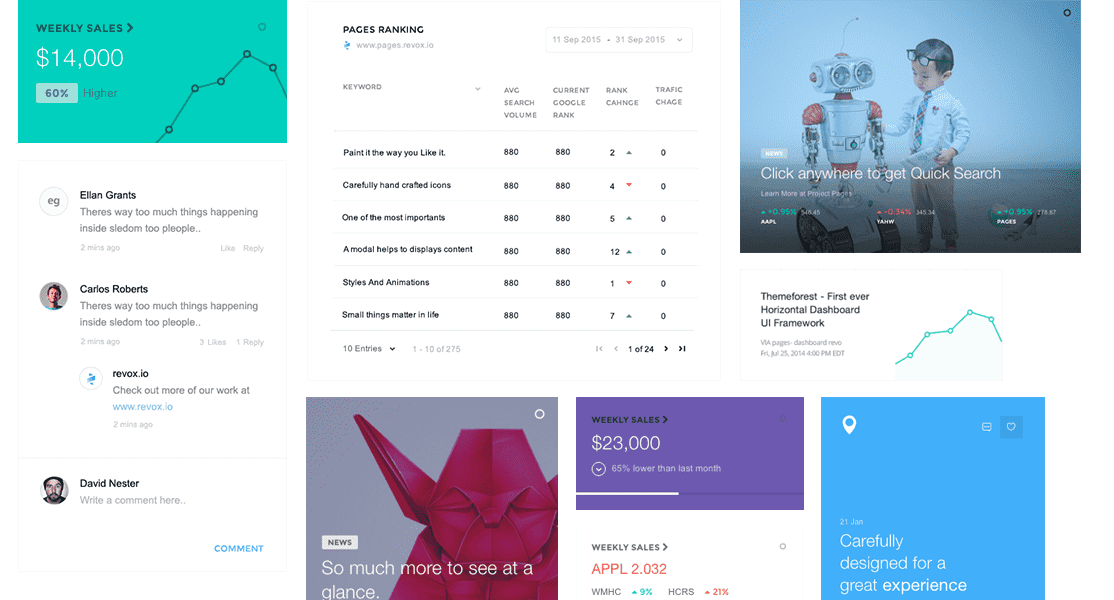 WEEKLY SALES
$14,000
60% Higher
eg
Ellan Grants
Theres way too much things happening
inside sledom too pleople..
2 mins ago Like Reply
Carlos Roberts
Theres way too much things happening
inside sledom too pleople..
2 mins ago 3 Likes 1 Reply
revox.io
Check out more of our work at
www.revox.io
2 mins ago
David Nester
Write a comment here..
COMMENT
PAGES RANKING
www.pages.revox.io
11 Sep 2015 - 31 Sep 2015
KEYWORD
AVG
SEARCH
VOLUME
CURRENT
GOOGLE
RANK
RANK
CAHNGE
TRAFIC
CHAGE
Paint it the way you Like it. 880 880 2 0
Carefully hand crafted icons 880 880 4 0
One of the most importants 880 880 5 0
A modal helps to displays content 880 880 12 0
Styles And Animations 880 880 1 0
Small things matter in life 880 880 7 0
10 Entries 1 - 10 of 275 1 of 24
NEWS
Click anywhere to get Quick Search
Learn More at Project Pages
+0.95% 546.45
AAPL
-0.34% 345.34
YAHW
+0.95% 278.87
PAGES
Themeforest - First ever
Horizontal Dashboard
UI Framework
VIA pages- dashboard revo
Fri, Jul 25, 2014 4:00 PM EDT
NEWS
So much more to see at a
glance.
WEEKLY SALES
$23,000
65% lower than last month
WEEKLY SALES
APPL 2.032
WMHC 9% HCRS 21%
21 Jan
Carefully
designed for a
great experience